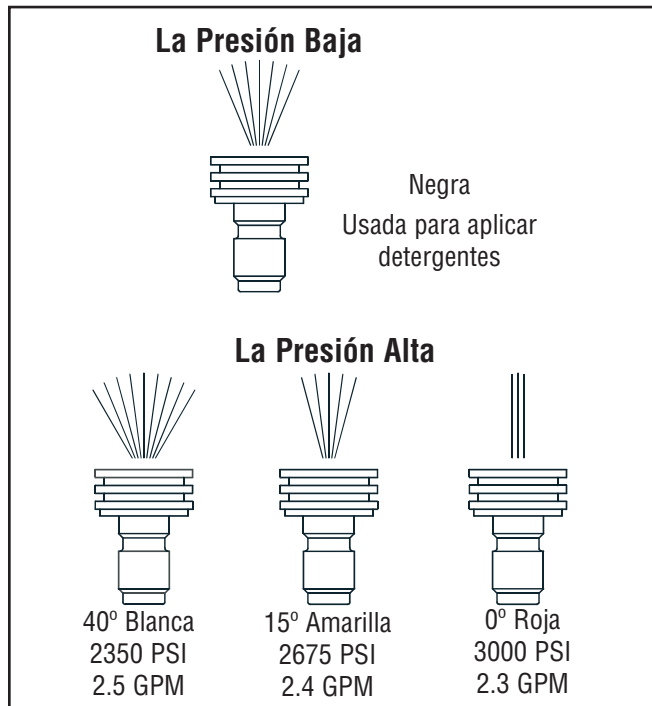 La Presión Baja
Negra
Usada para aplicar
detergentes
La Presión Alta
40º Blanca
2350 PSI
2.5 GPM
15º Amarilla
2675 PSI
2.4 GPM
0º Roja
3000 PSI
2.3 GPM